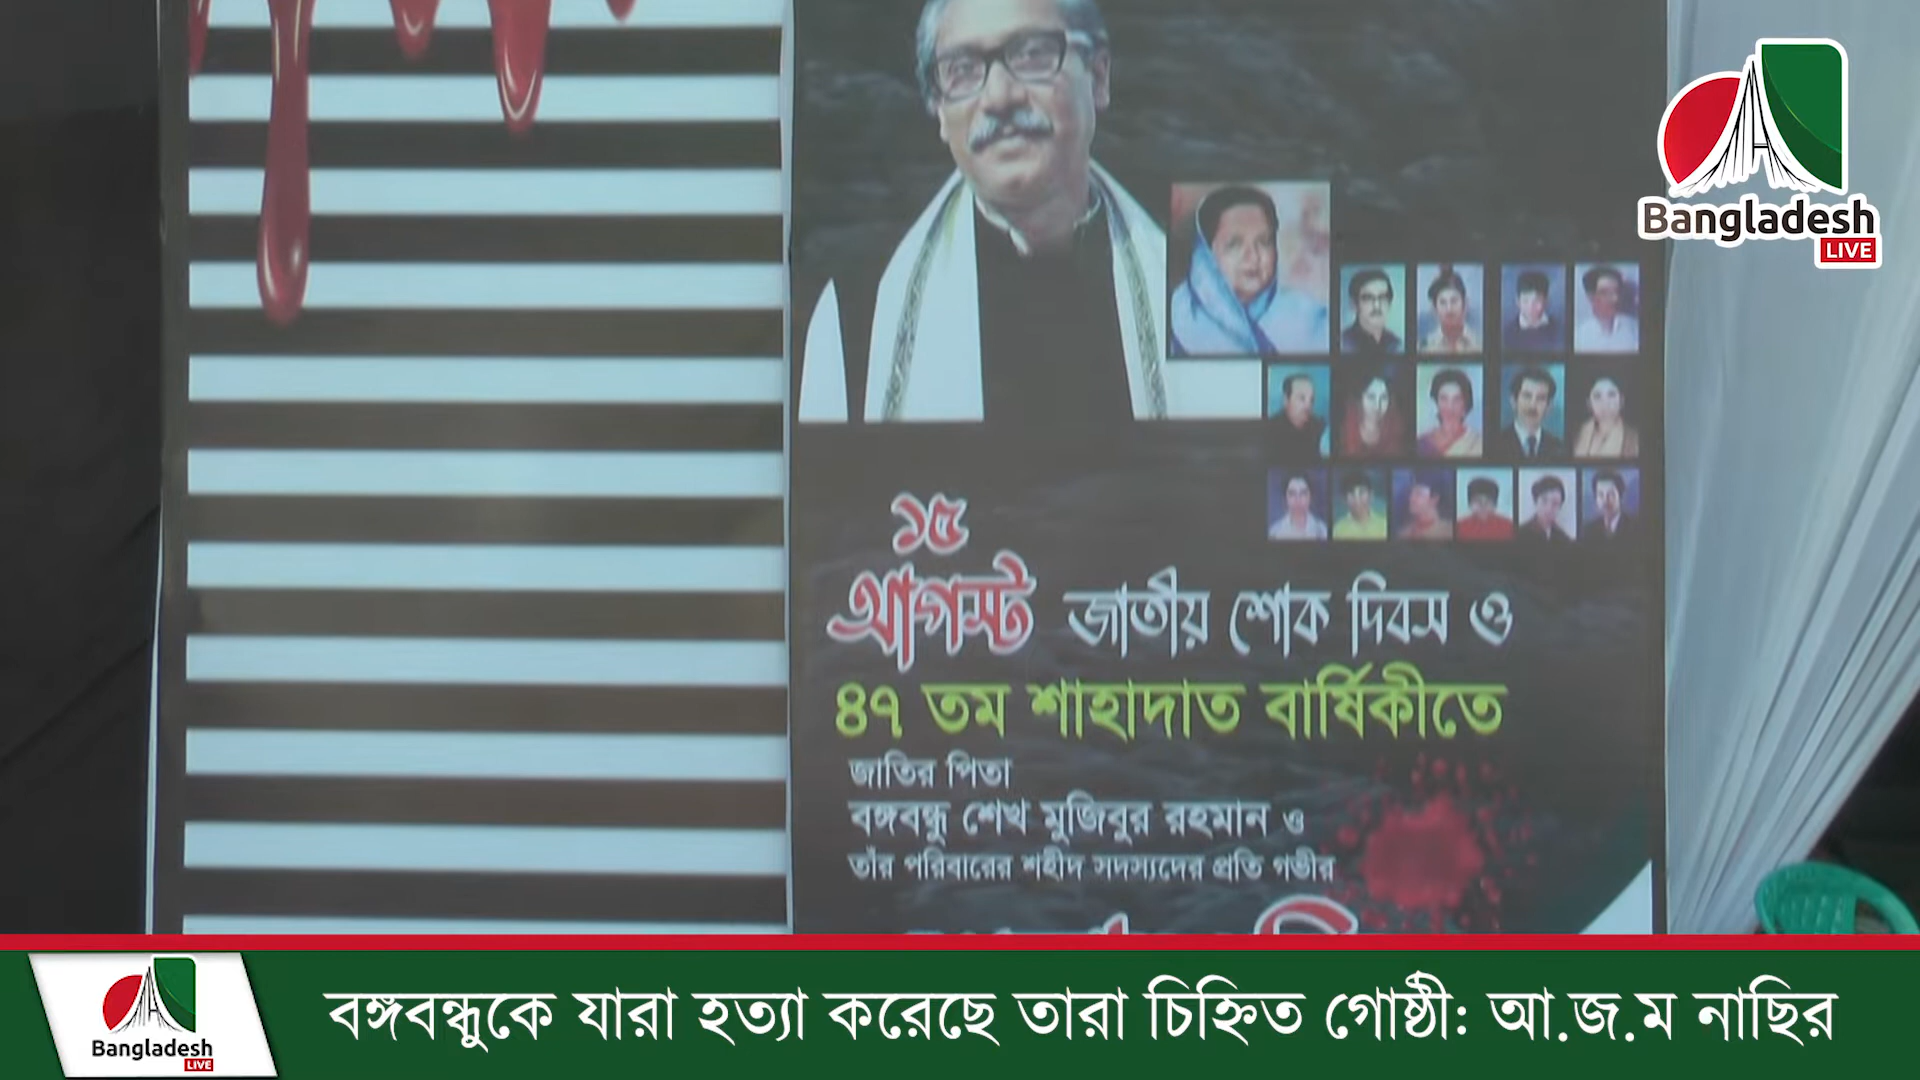 Bangladesh
LIVE
১৫
আগস্ট জাতীয় শোক দিবস ও
৪৭ তম শাহাদাত বার্ষিকীতে
জাতির পিতা
বঙ্গবন্ধু শেখ মুজিবুর রহমান ও
তাঁর পরিবারের শহীদ সদস্যদের প্রতি গভীর
Bangladesh
LIVE
বঙ্গবন্ধুকে যারা হত্যা করেছে তারা চিহ্নিত গোষ্ঠী: আ.জ.ম নাছির